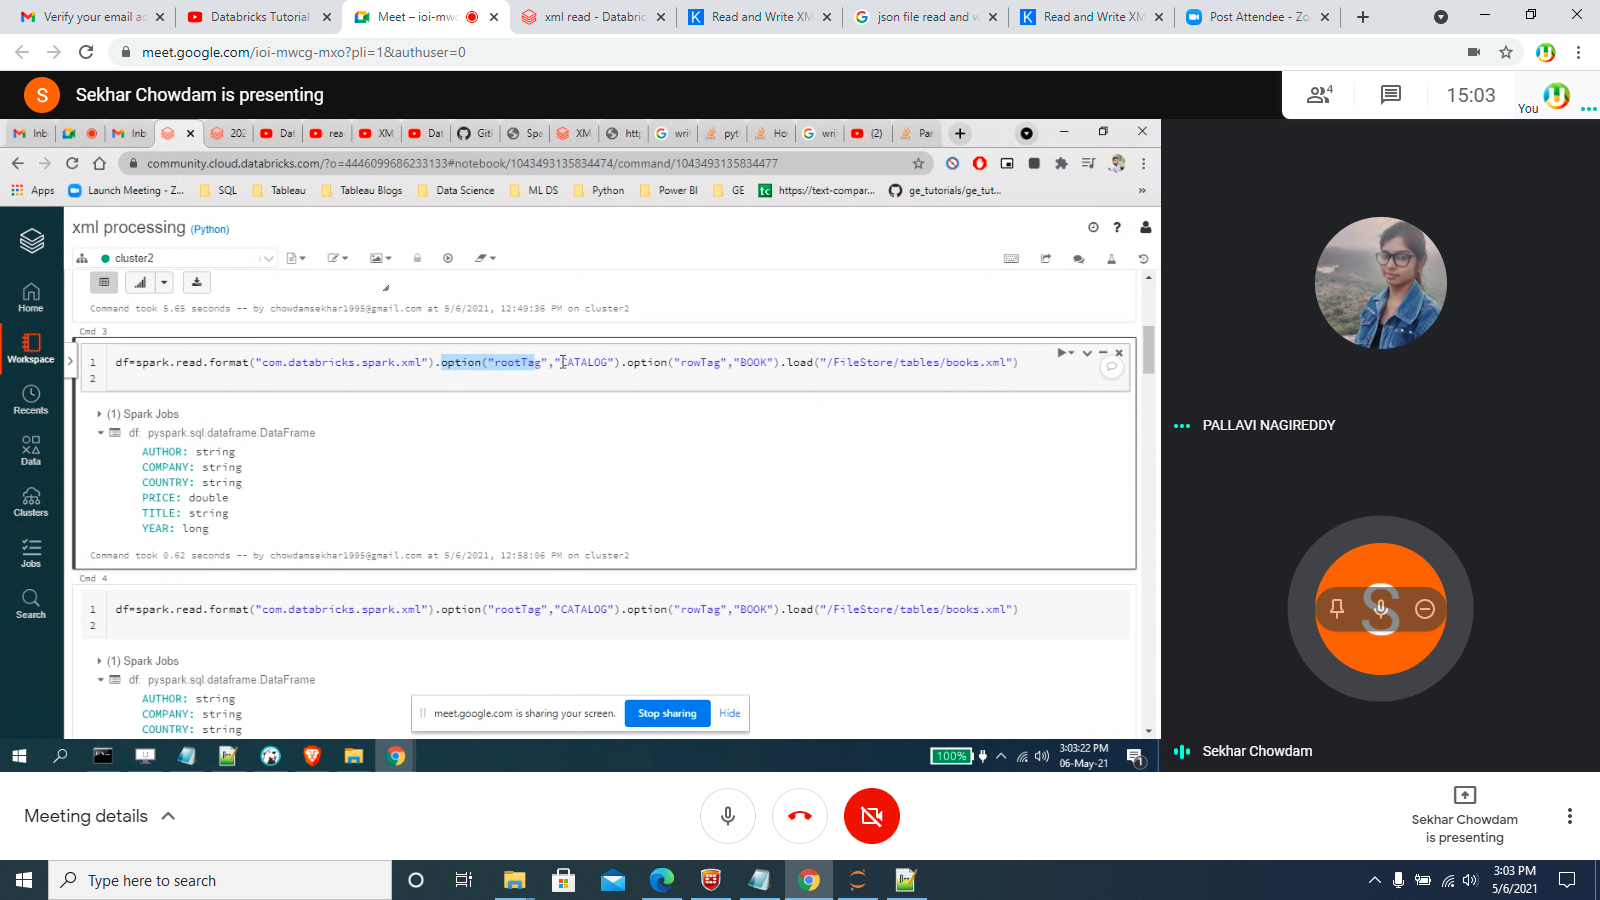 Verify your email ac
Databricks Tutorial
Meet – ioi-mwc
xml read - Databric
Read and Write XM
json file read and w
Read and Write XM
Post Attendee - Zo
meet.google.com/ioi-mwcg-mxo?pli=1&authuser=0
S
Sekhar Chowdam is presenting
4
15:03
You
Inb
Inb
202
Dat
rea
XM
Dat
Gitl
Spa
XM
http
writ
pyt
Ho
wri
(2)
Par
community.cloud.databricks.com/?o=4446099686233133#notebook/1043493135834474/command/1043493135834477
Apps
Launch Meeting - Z...
SQL
Tableau
Tableau Blogs
Data Science
ML DS
Python
Power BI
GE
tc
https://text-compar...
ge_tutorials/ge_tut...
»
xml processing (Python)
cluster2
Command took 5.65 seconds -- by chowdamsekhar1995@gmail.com at 5/6/2021, 12:49:36 PM on cluster2
Cmd 3
1 df=spark.read.format("com.databricks.spark.xml").option("rootTag","CATALOG").option("rowTag","BOOK").load("/FileStore/tables/books.xml")
2
(1) Spark Jobs
df: pyspark.sql.dataframe.DataFrame
AUTHOR: string
COMPANY: string
COUNTRY: string
PRICE: double
TITLE: string
YEAR: long
Command took 0.62 seconds -- by chowdamsekhar1995@gmail.com at 5/6/2021, 12:58:06 PM on cluster2
Cmd 4
1 df=spark.read.format("com.databricks.spark.xml").option("rootTag","CATALOG").option("rowTag","BOOK").load("/FileStore/tables/books.xml")
2
(1) Spark Jobs
df: pyspark.sql.dataframe.DataFrame
AUTHOR: string
COMPANY: string
COUNTRY: string
Home
Workspace
Recents
Data
Clusters
Jobs
Search
meet.google.com is sharing your screen.
Stop sharing
Hide
100%
3:03:22 PM
06-May-21
1
PALLAVI NAGIREDDY
S
Sekhar Chowdam
Meeting details
Sekhar Chowdam
is presenting
Type here to search
3:03 PM
5/6/2021